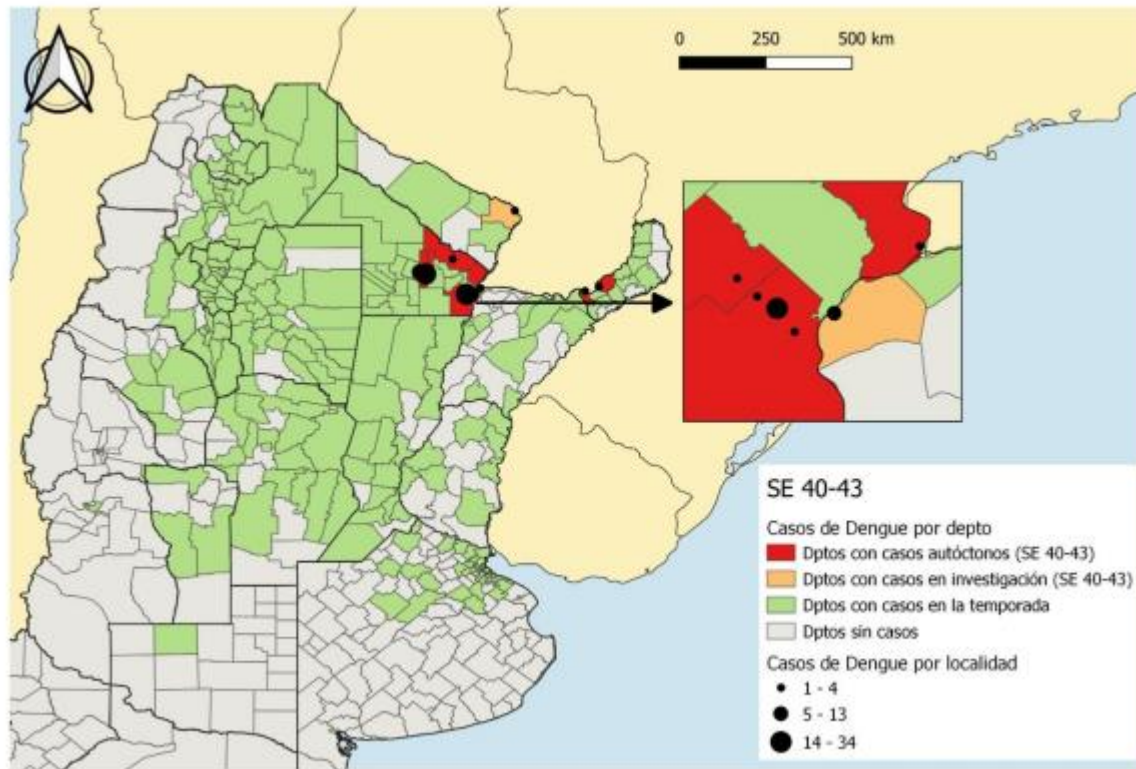 0 250 500 km
SE 40-43
Casos de Dengue por depto
Dptos con casos autóctonos (SE 40-43)
Dptos con casos en investigación (SE 40-43)
Dptos con casos en la temporada
Dptos sin casos
Casos de Dengue por localidad
1 - 4
5 - 13
14 - 34